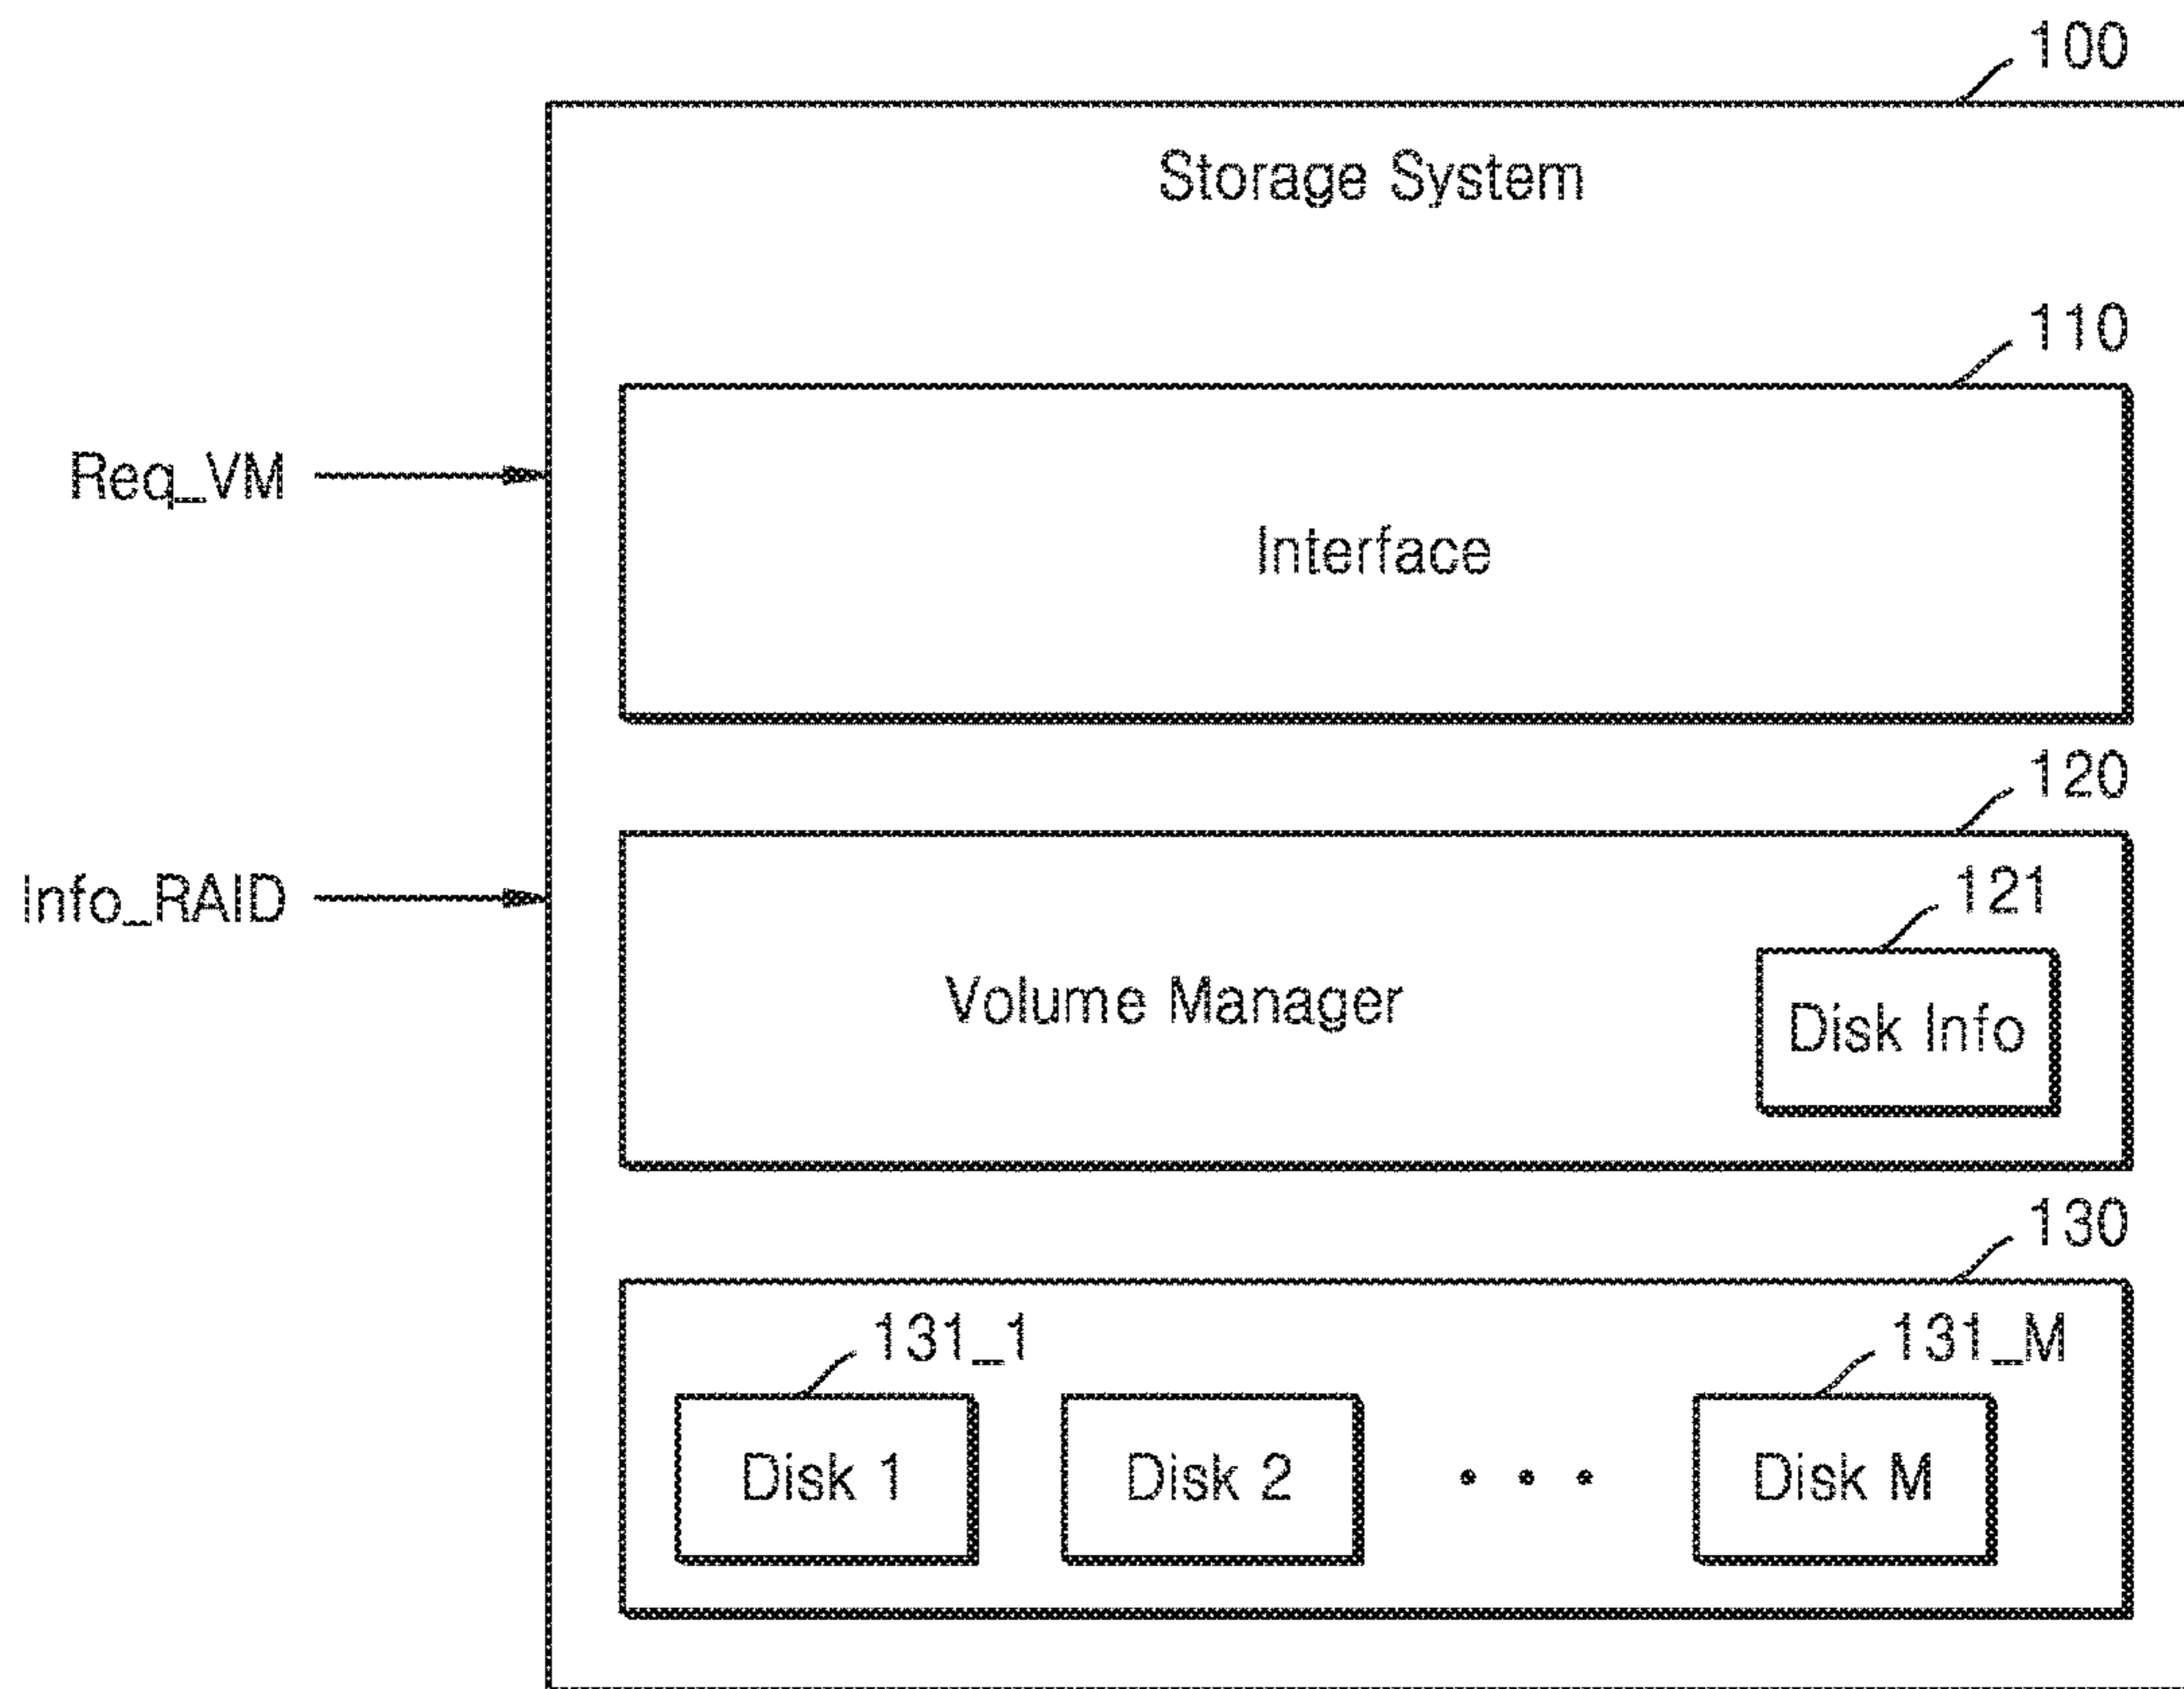 100
Storage System
110
Req_VM
Interface
120
Info_RAID
121
Volume Manager
Disk Info
130
131_1
131_M
Disk 1
Disk 2
• • •
Disk M